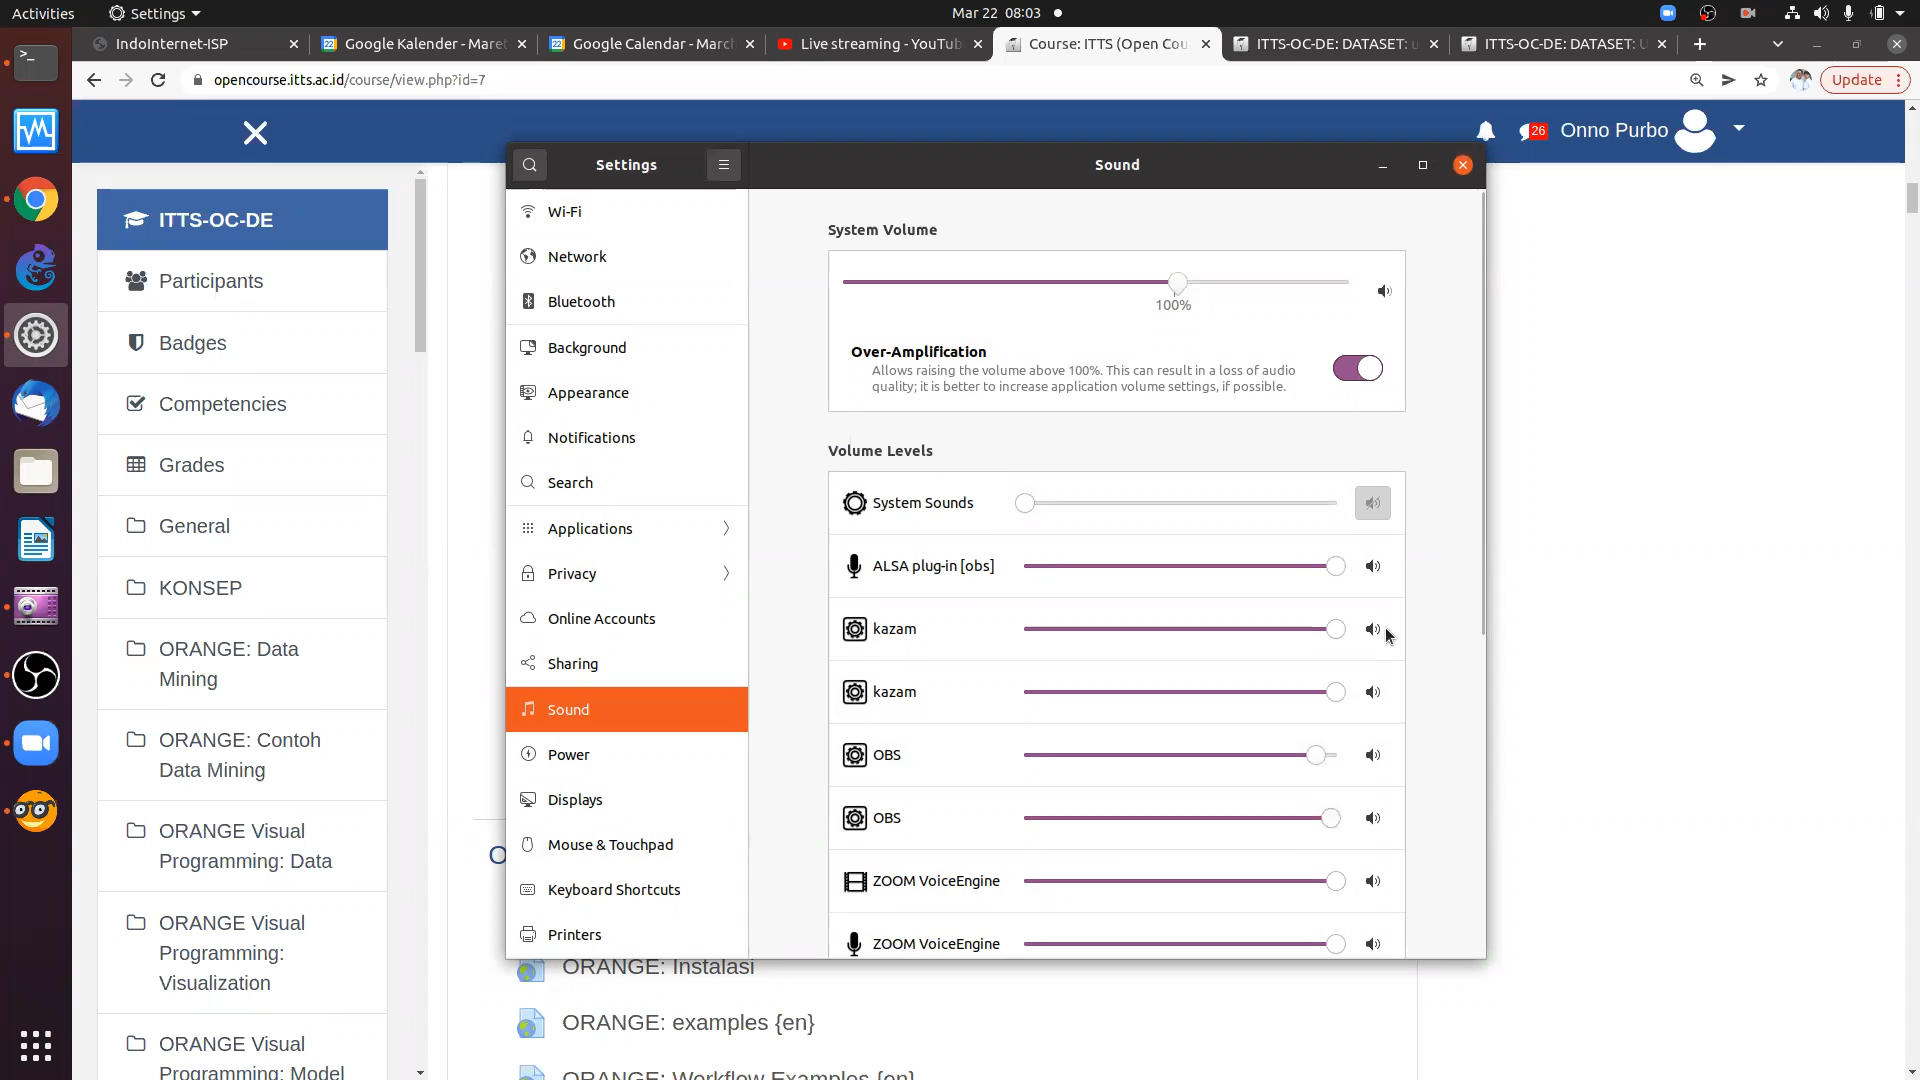 Activities
Settings
Mar 22 08:03
IndoInternet-ISP
Google Kalender - Maret
Google Calendar - March
Live streaming - YouTub
Course: ITTS (Open Cou
ITTS-OC-DE: DATASET: u
ITTS-OC-DE: DATASET: U
opencourse.itts.ac.id/course/view.php?id=7
Update
26
Onno Purbo
ITTS-OC-DE
Participants
Badges
Competencies
Grades
General
KONSEP
ORANGE: Data
Mining
ORANGE: Contoh
Data Mining
ORANGE Visual
Programming: Data
ORANGE Visual
Programming:
Visualization
ORANGE Visual
Programming: Model
Settings
Sound
Wi-Fi
Network
Bluetooth
Background
Appearance
Notifications
Search
Applications
Privacy
Online Accounts
Sharing
Sound
Power
Displays
Mouse & Touchpad
Keyboard Shortcuts
Printers
System Volume
100%
Over-Amplification
Allows raising the volume above 100%. This can result in a loss of audio
quality; it is better to increase application volume settings, if possible.
Volume Levels
System Sounds
ALSA plug-in [obs]
kazam
kazam
OBS
OBS
ZOOM VoiceEngine
ZOOM VoiceEngine
O
ORANGE: Instalasi
ORANGE: examples {en}
ORANGE: Workflow Examples {en}